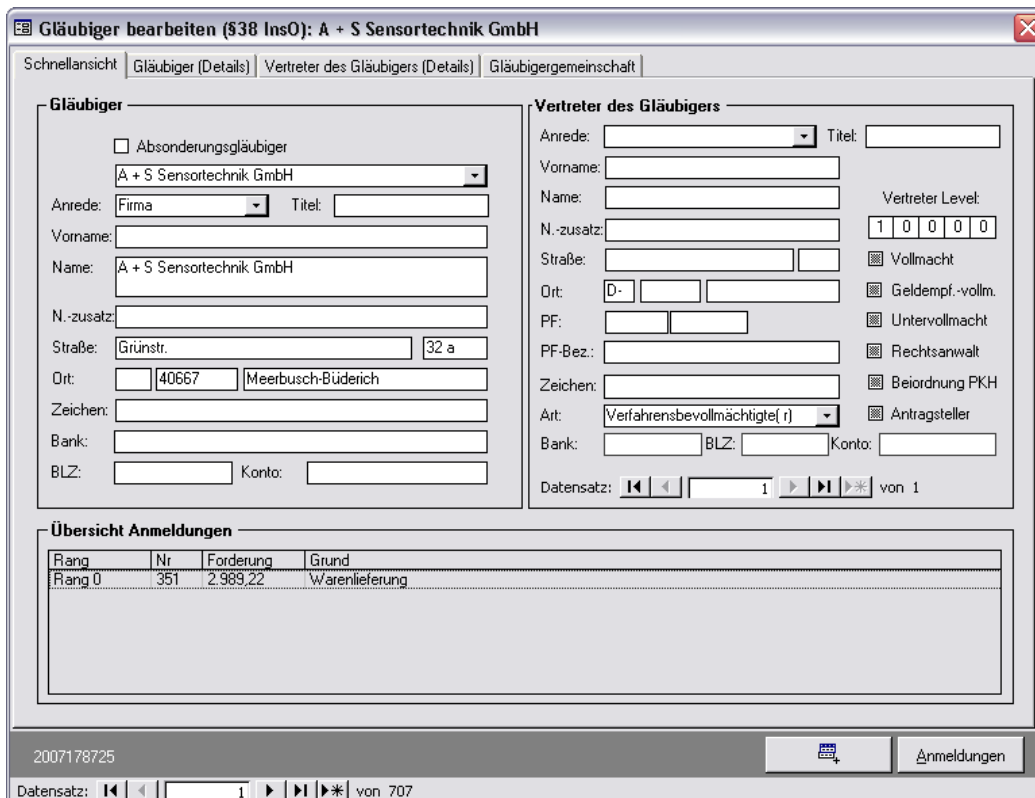 Gläubiger bearbeiten (§38 InsO): A + S Sensortechnik GmbH
Schnellansicht Gläubiger (Details) Vertreter des Gläubigers (Details) Gläubigergemeinschaft
Gläubiger
Absonderungsgläubiger
A + S Sensortechnik GmbH
Anrede: Firma Titel:
Vorname:
Name: A + S Sensortechnik GmbH
N.-zusatz:
Straße: Grünstr. 32 a
Ort: 40667 Meerbusch-Büderich
Zeichen:
Bank:
BLZ: Konto:
Vertreter des Gläubigers
Anrede: Titel:
Vorname:
Name: Vertreter Level:
N.-zusatz: 1 0 0 0 0
Straße: Vollmacht
Ort: D- Geldempf.-vollm.
PF: Untervollmacht
PF-Bez.: Rechtsanwalt
Zeichen: Beiordnung PKH
Art: Verfahrensbevollmächtigte( r) Antragsteller
Bank: BLZ: Konto:
Datensatz: 1 von 1
Übersicht Anmeldungen
Rang Nr Forderung Grund
Rang 0 351 2.989,22 Warenlieferung
2007178725 Anmeldungen
Datensatz: 1 von 707